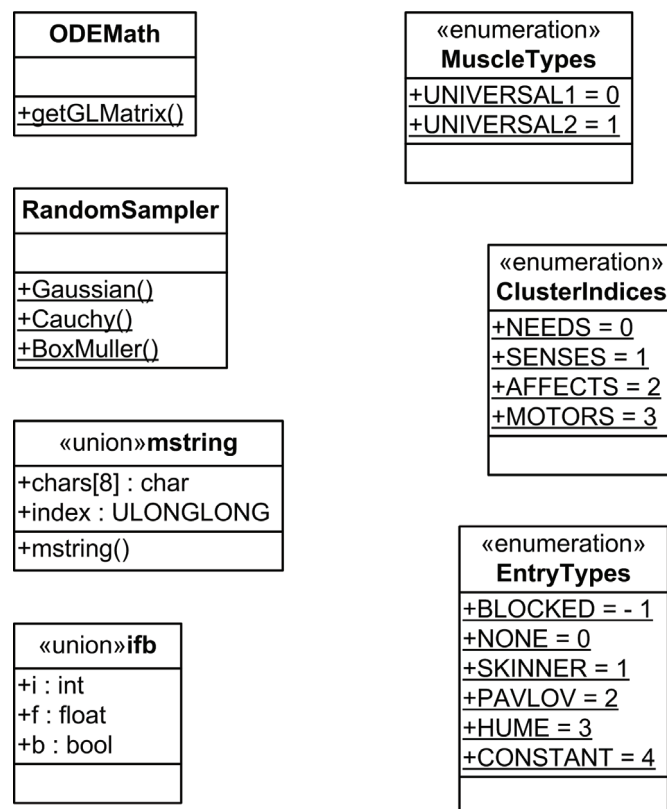 ODEMath
+getGLMatrix()
RandomSampler
+Gaussian()
+Cauchy()
+BoxMuller()
«union»mstring
+chars[8] : char
+index : ULONGLONG
+mstring()
«union»ifb
+i : int
+f : float
+b : bool
«enumeration»
MuscleTypes
+UNIVERSAL1 = 0
+UNIVERSAL2 = 1
«enumeration»
ClusterIndices
+NEEDS = 0
+SENSES = 1
+AFFECTS = 2
+MOTORS = 3
«enumeration»
EntryTypes
+BLOCKED = - 1
+NONE = 0
+SKINNER = 1
+PAVLOV = 2
+HUME = 3
+CONSTANT = 4